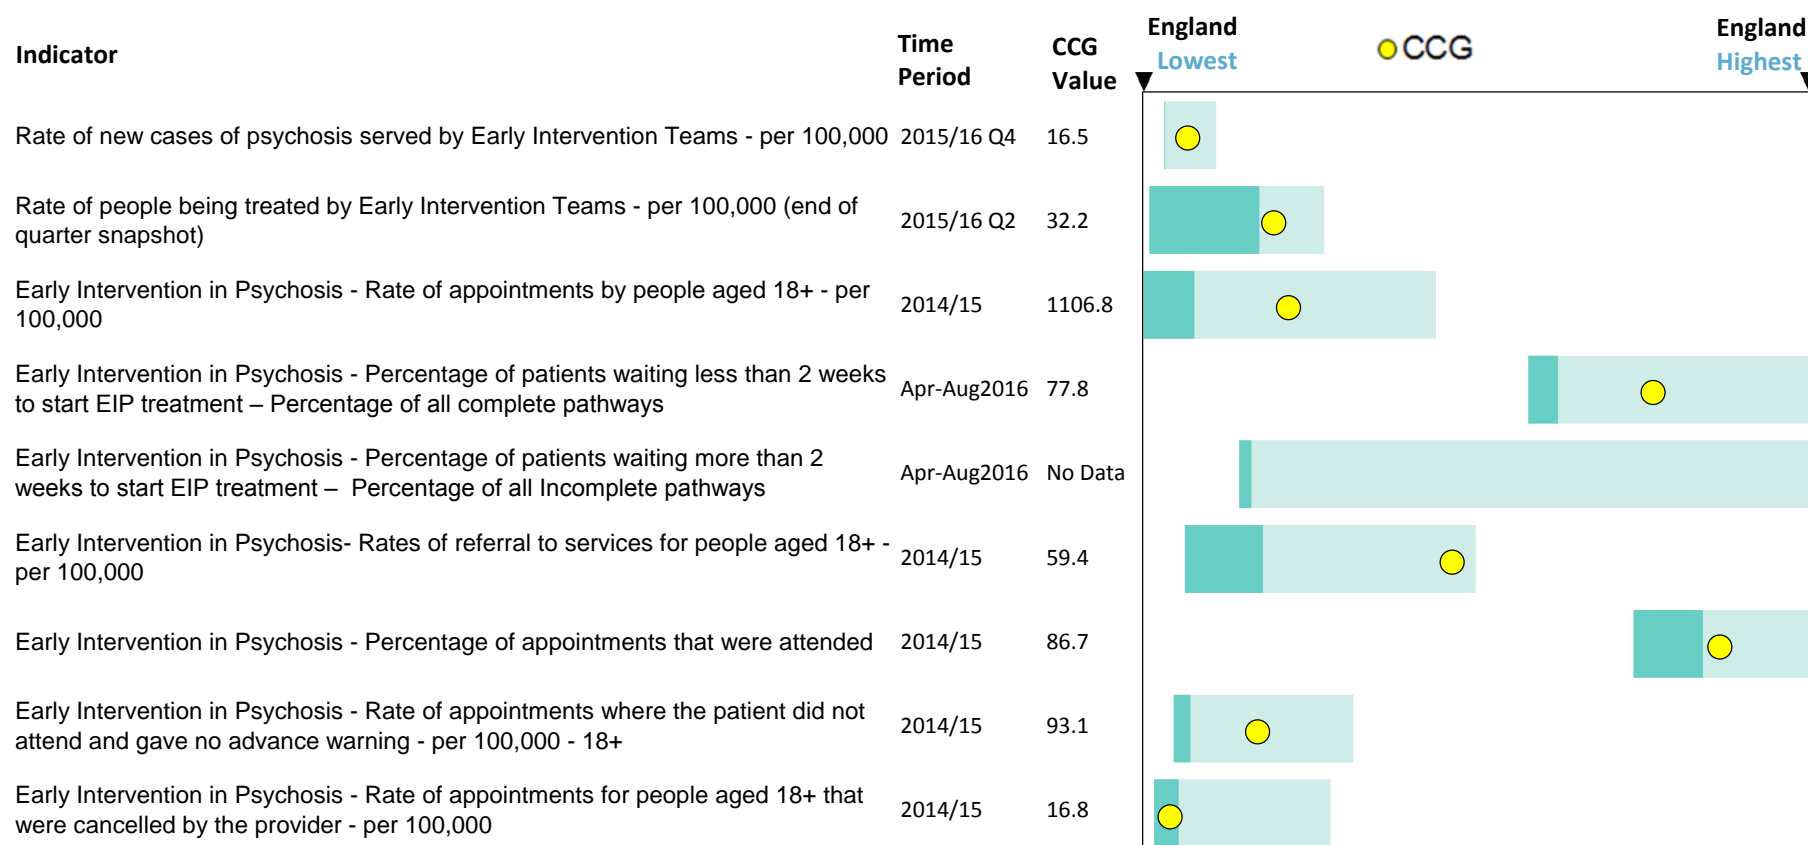 Indicator
Time
Period
CCG
Value
England
Lowest
CCG
England
Highest
Rate of new cases of psychosis served by Early Intervention Teams - per 100,000 2015/16 Q4 16.5
Rate of people being treated by Early Intervention Teams - per 100,000 (end of
quarter snapshot)
2015/16 Q2 32.2
Early Intervention in Psychosis - Rate of appointments by people aged 18+ - per
100,000
2014/15 1106.8
Early Intervention in Psychosis - Percentage of patients waiting less than 2 weeks
to start EIP treatment – Percentage of all complete pathways
Apr-Aug2016 77.8
Early Intervention in Psychosis - Percentage of patients waiting more than 2
weeks to start EIP treatment – Percentage of all Incomplete pathways
Apr-Aug2016 No Data
Early Intervention in Psychosis- Rates of referral to services for people aged 18+ -
per 100,000
2014/15 59.4
Early Intervention in Psychosis - Percentage of appointments that were attended 2014/15 86.7
Early Intervention in Psychosis - Rate of appointments where the patient did not
attend and gave no advance warning - per 100,000 - 18+
2014/15 93.1
Early Intervention in Psychosis - Rate of appointments for people aged 18+ that
were cancelled by the provider - per 100,000
2014/15 16.8